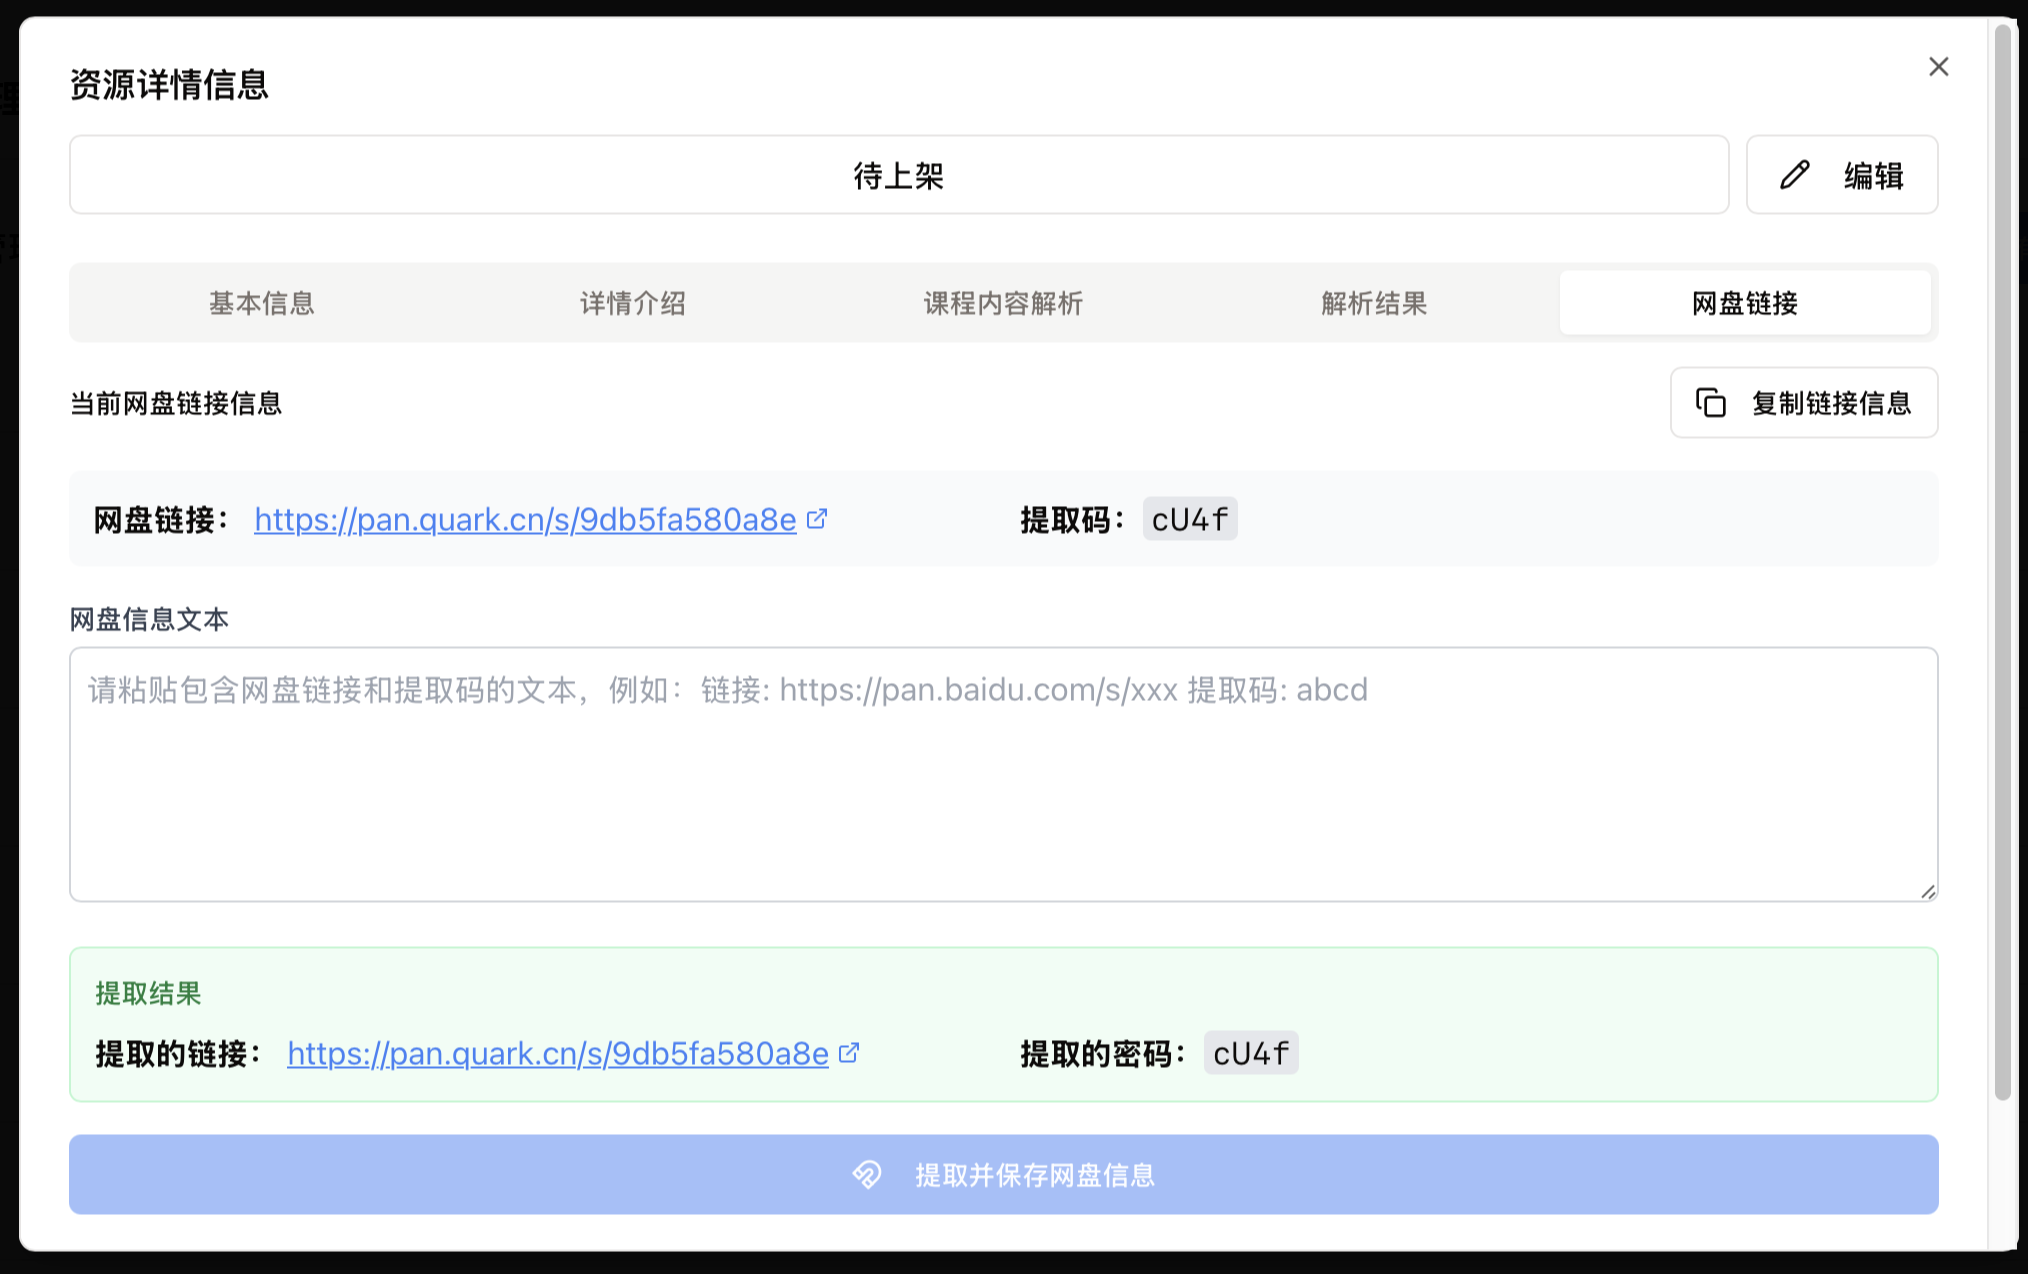 资源详情信息
待上架
编辑
基本信息 详情介绍 课程内容解析 解析结果 网盘链接
当前网盘链接信息
复制链接信息
网盘链接： https://pan.quark.cn/s/9db5fa580a8e 提取码： cU4f
网盘信息文本
请粘贴包含网盘链接和提取码的文本，例如：链接: https://pan.baidu.com/s/xxx 提取码: abcd
提取结果
提取的链接： https://pan.quark.cn/s/9db5fa580a8e 提取的密码： cU4f
提取并保存网盘信息